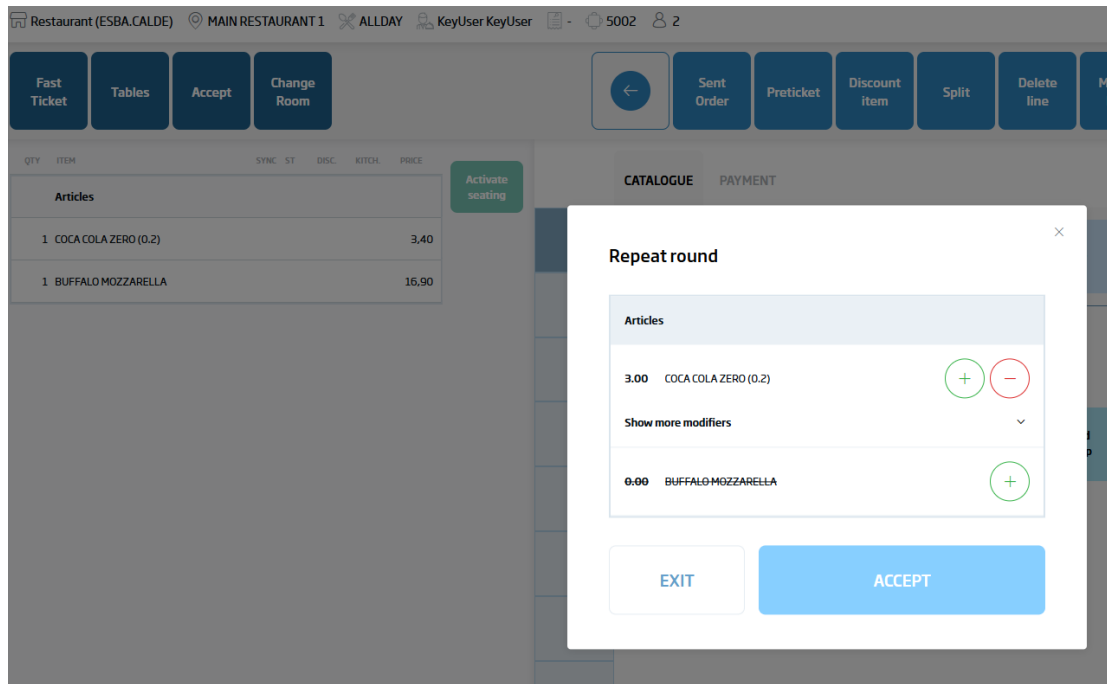 Restaurant (ESBA.CALDE) MAIN RESTAURANT 1 ALLDAY KeyUser KeyUser - 5002 2
Fast Ticket
Tables
Accept
Change Room
Sent Order
Preticket
Discount item
Split
Delete line
QTY ITEM SYNC ST DISC. KITCH. PRICE
Activate seating
Articles
1 COCA COLA ZERO (0.2) 3,40
1 BUFFALO MOZZARELLA 16,90
CATALOGUE PAYMENT
Repeat round
Articles
3.00 COCA COLA ZERO (0.2)
Show more modifiers
0.00 BUFFALO MOZZARELLA
EXIT
ACCEPT